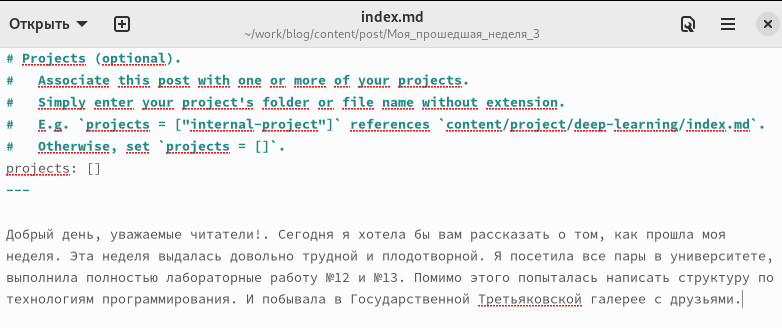 Открыть
index.md
~/work/blog/content/post/Моя_прошедшая_неделя_3
# Projects (optional).
#   Associate this post with one or more of your projects.
#   Simply enter your project's folder or file name without extension.
#   E.g. `projects = ["internal-project"]` references `content/project/deep-learning/index.md`.
#   Otherwise, set `projects = []`.
projects: []
---
Добрый день, уважаемые читатели!. Сегодня я хотела бы вам рассказать о том, как прошла моя
неделя. Эта неделя выдалась довольно трудной и плодотворной. Я посетила все пары в университете,
выполнила полностью лабораторные работу №12 и №13. Помимо этого попыталась написать структуру по
технологиям программирования. И побывала в Государственной Третьяковской галерее с друзьями.